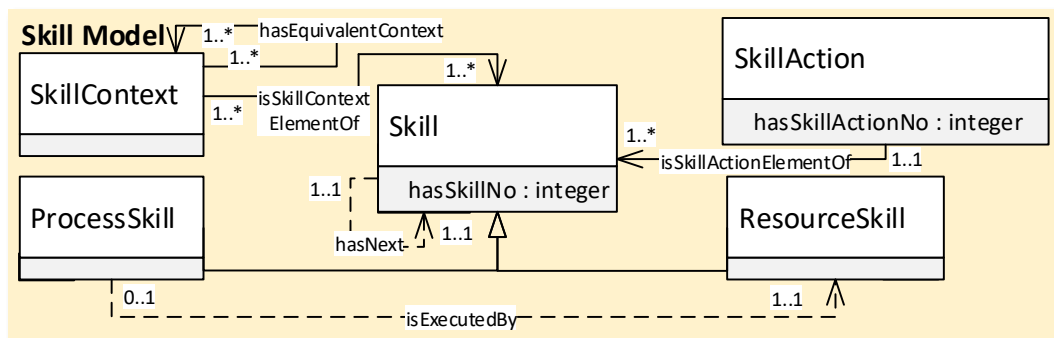 Skill Model
1..*
hasEquivalentContext
1..*
SkillContext
1..*
isSkillContext
ElementOf
1..*
SkillAction
hasSkillActionNo : integer
Skill
hasSkillNo : integer
1..*
isSkillActionElementOf
1..1
1..1
hasNext
1..1
ProcessSkill
ResourceSkill
0..1
isExecutedBy
1..1